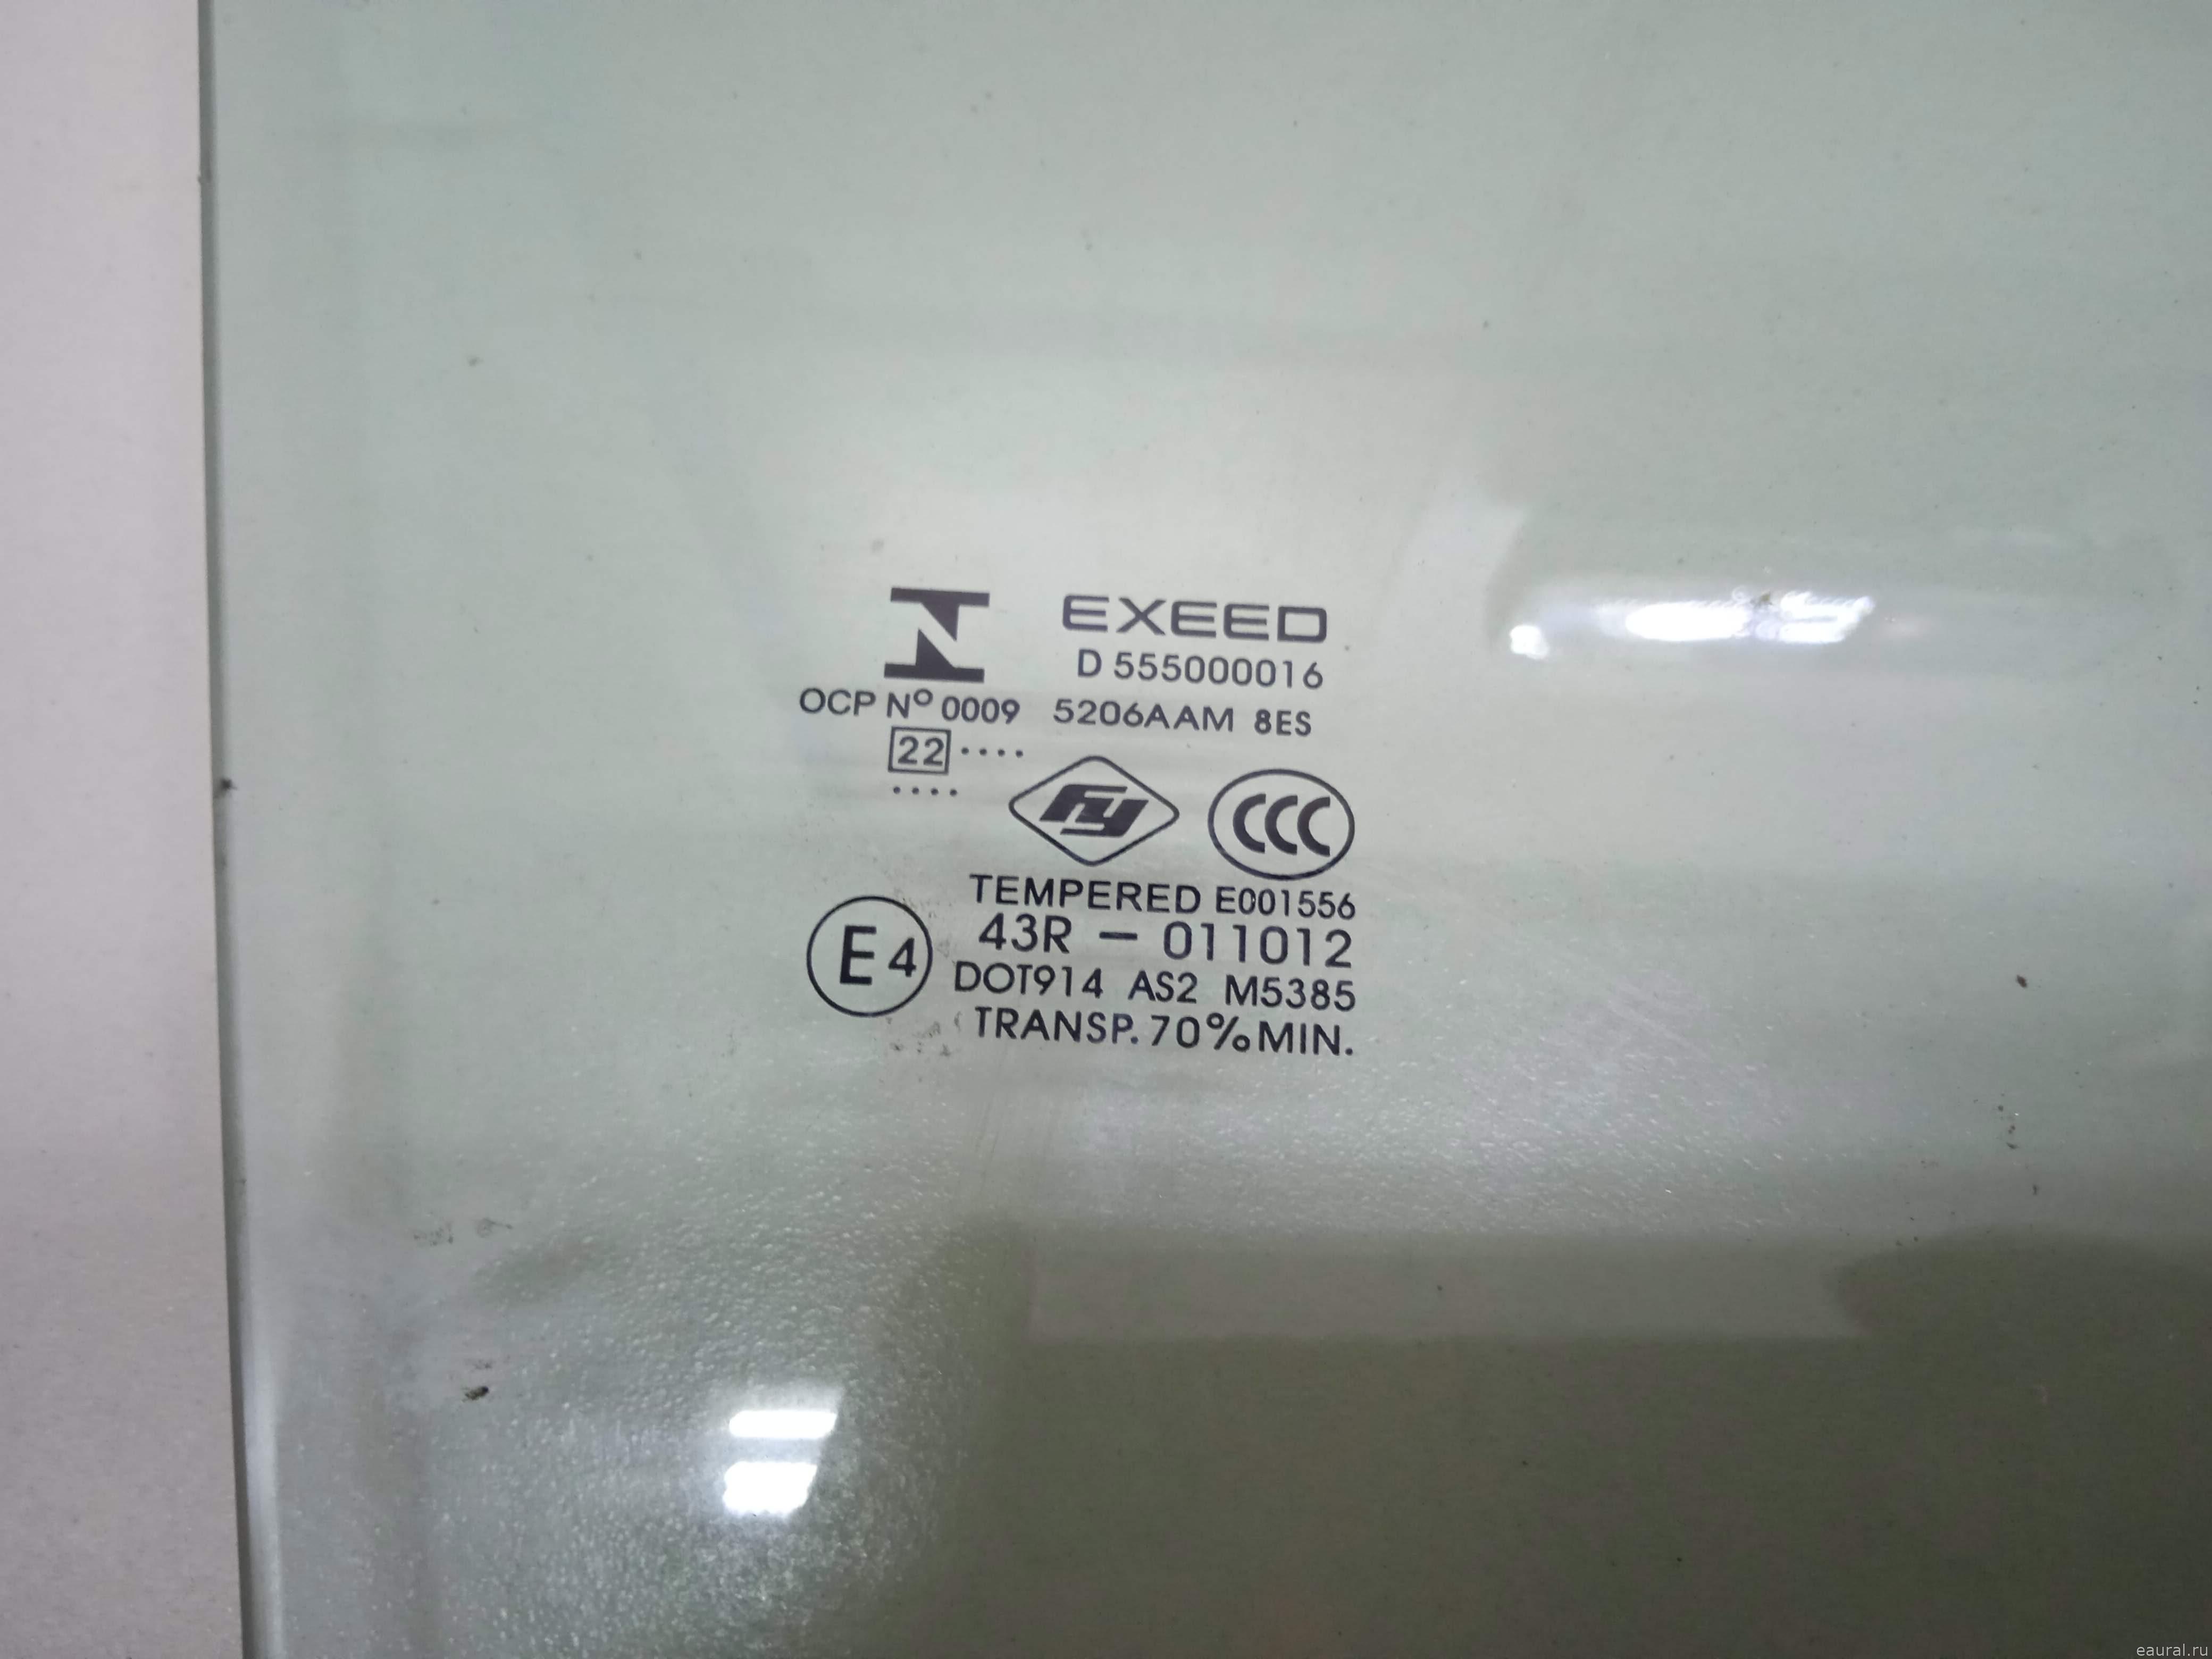 EXEED
D 555000016
OCP Nº 0009 5206AAM 8ES
22 ....
....
fy CCC
TEMPERED E001556
E4 43R - 011012
DOT914 AS2 M5385
TRANSP. 70% MIN.
eaural.ru